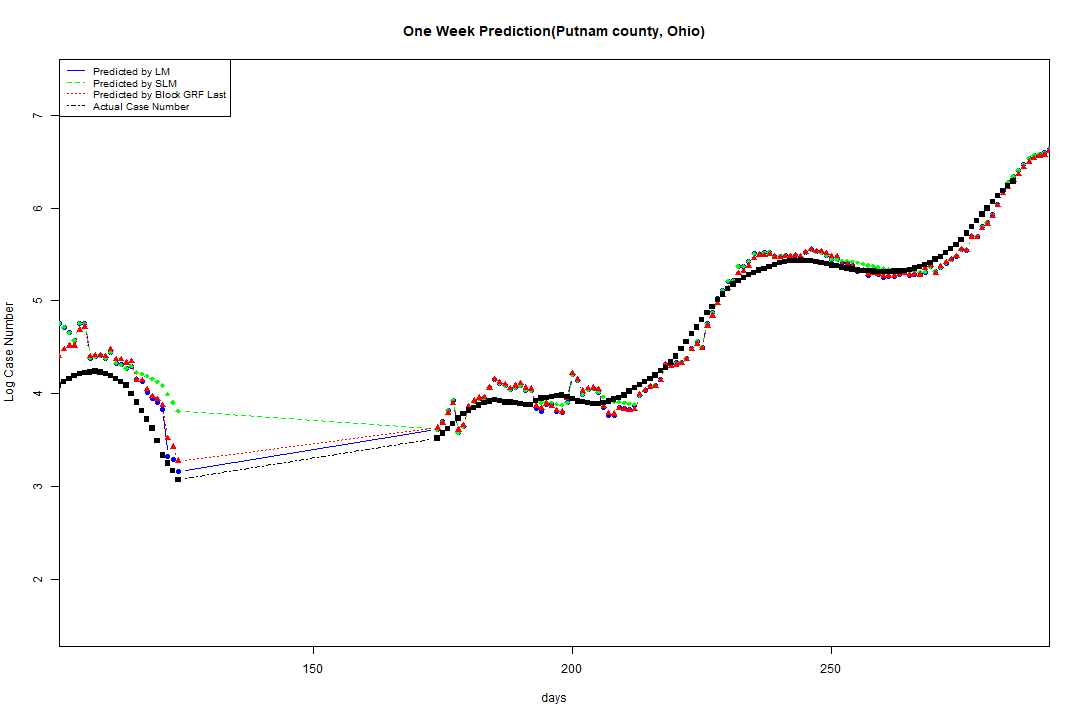 One Week Prediction(Putnam county, Ohio)
Predicted by LM
Predicted by SLM
Predicted by Block GRF Last
Actual Case Number
7
6
5
4
3
2
Log Case Number
150
200
250
days